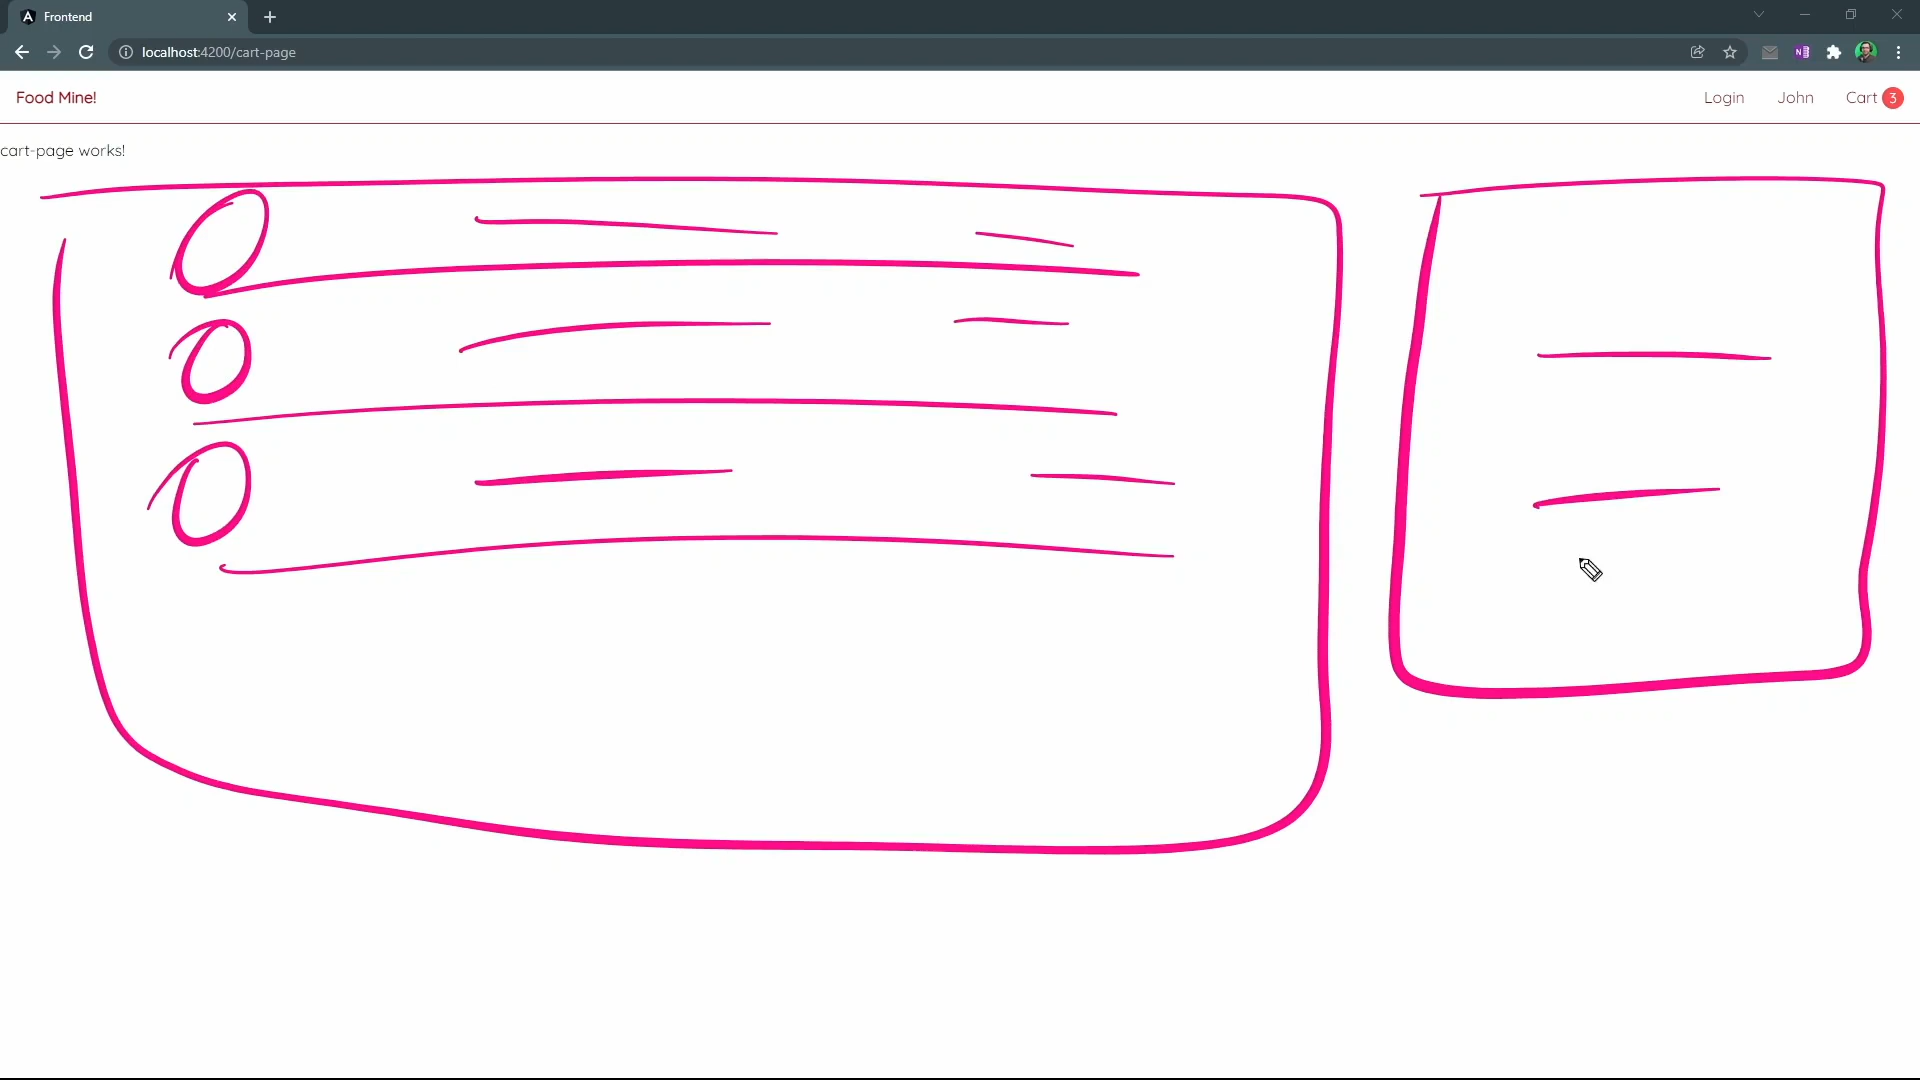 Frontend
localhost:4200/cart-page
Food Mine!
Login John Cart 3
cart-page works!